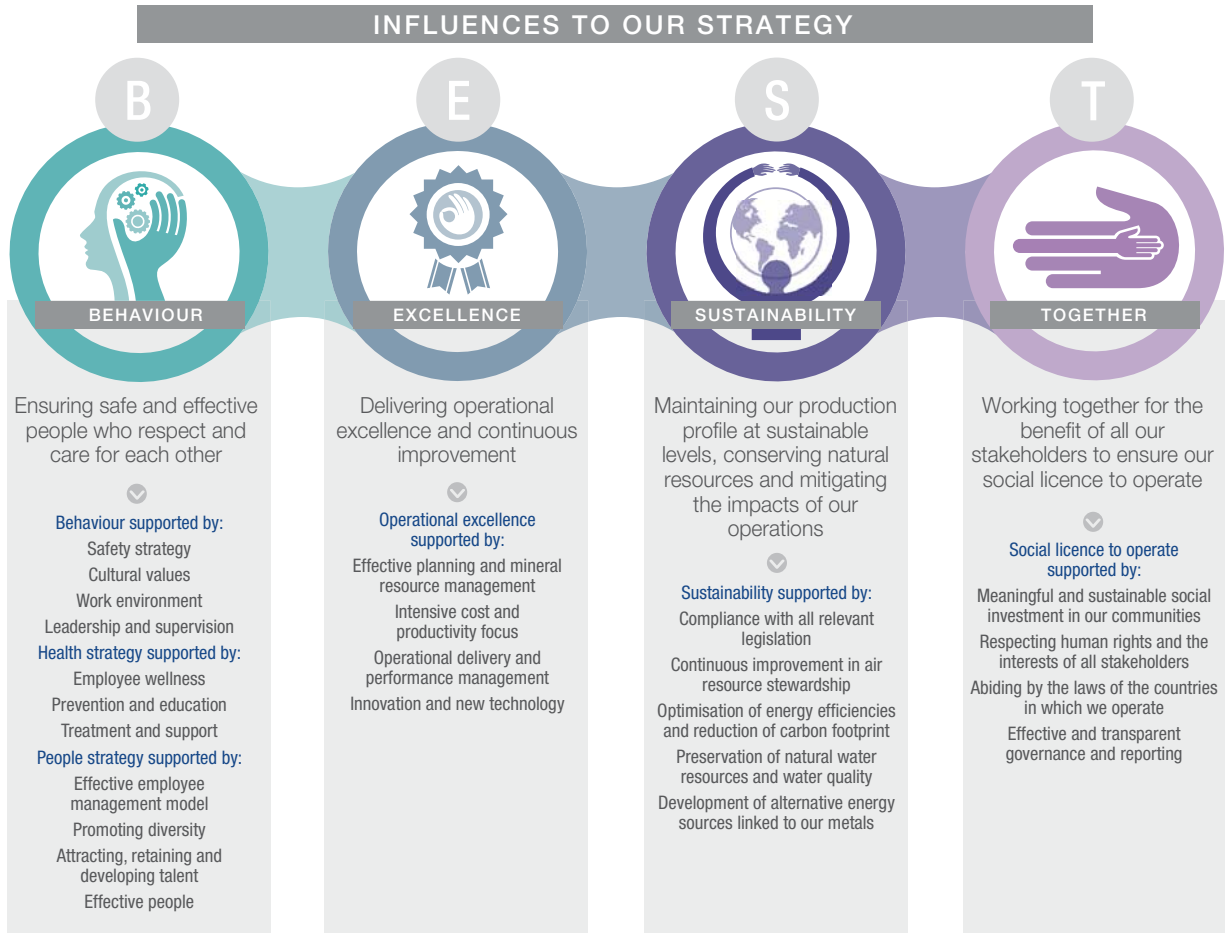 INFLUENCES TO OUR STRATEGY
B
BEHAVIOUR
Ensuring safe and effective
people who respect and
care for each other
Behaviour supported by:
Safety strategy
Cultural values
Work environment
Leadership and supervision
Health strategy supported by:
Employee wellness
Prevention and education
Treatment and support
People strategy supported by:
Effective employee
management model
Promoting diversity
Attracting, retaining and
developing talent
Effective people
E
EXCELLENCE
Delivering operational
excellence and continuous
improvement
Operational excellence
supported by:
Effective planning and mineral
resource management
Intensive cost and
productivity focus
Operational delivery and
performance management
Innovation and new technology
S
SUSTAINABILITY
Maintaining our production
profile at sustainable
levels, conserving natural
resources and mitigating
the impacts of our
operations
Sustainability supported by:
Compliance with all relevant
legislation
Continuous improvement in air
resource stewardship
Optimisation of energy efficiencies
and reduction of carbon footprint
Preservation of natural water
resources and water quality
Development of alternative energy
sources linked to our metals
T
TOGETHER
Working together for the
benefit of all our
stakeholders to ensure our
social licence to operate
Social licence to operate
supported by:
Meaningful and sustainable social
investment in our communities
Respecting human rights and the
interests of all stakeholders
Abiding by the laws of the countries
in which we operate
Effective and transparent
governance and reporting